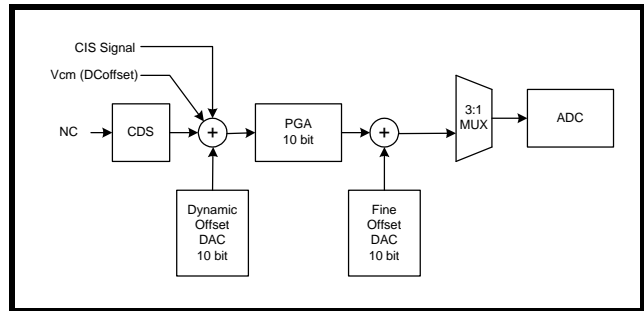 CIS Signal
Vcm (DCoffset)
NC
CDS
+
PGA
10 bit
+
3:1
MUX
ADC
Dynamic
Offset
DAC
10 bit
Fine
Offset
DAC
10 bit